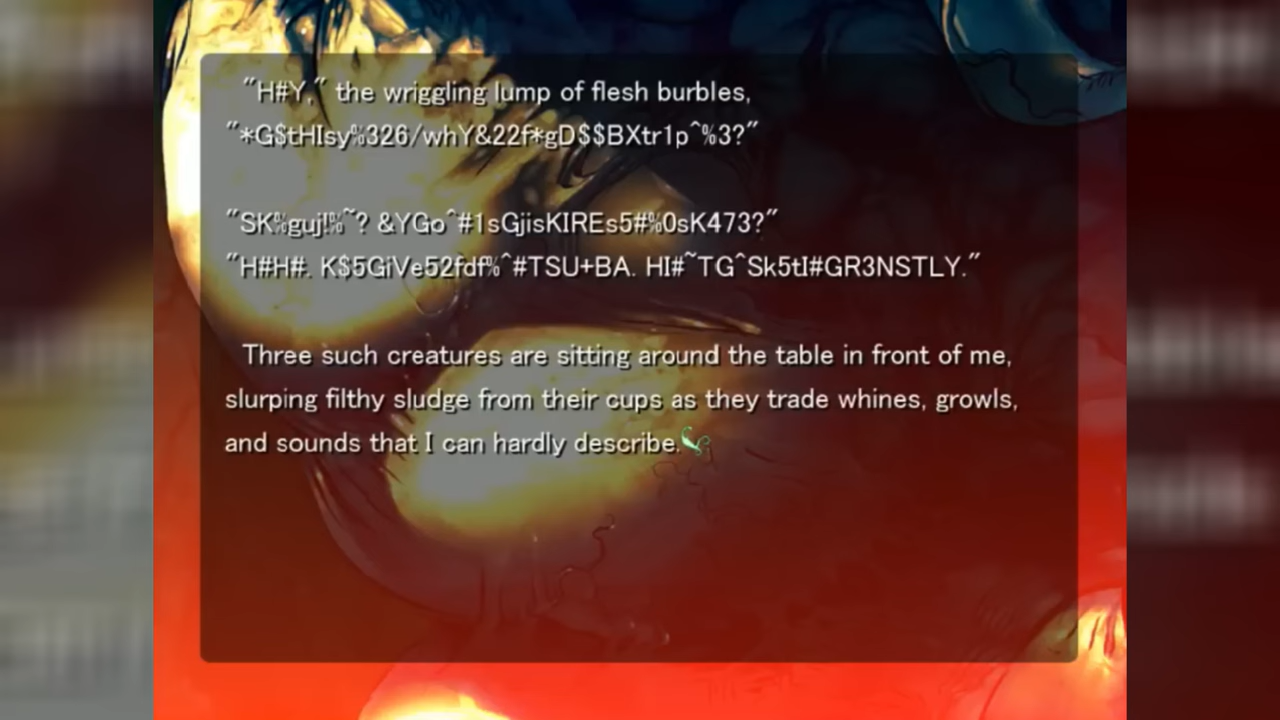 "H#Y," the wriggling lump of flesh burbles,
"*G$tHIsy%326/whY&22f*gD$$BXtr1p^%3?"
"SK%guj!%~? &YGo^#1sGjisKIREs5#%0sK473?"
"H#H#. K$5GiVe52fdf%^#TSU+BA. HI#~TG^Sk5tI#GR3NSTLY."
Three such creatures are sitting around the table in front of me,
slurping filthy sludge from their cups as they trade whines, growls,
and sounds that I can hardly describe.